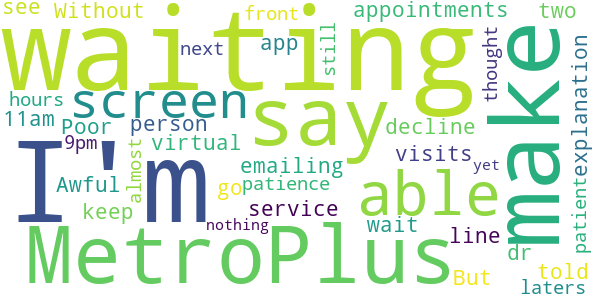 see Without front appointments two
waiting
next app still thought make explanation
hours screen say
11am Poor person decline
9pm virtual visits
I'm almost emailing able patient
Awful go patience yet
keep service wait line
nothing dr
MetroPlus But told
laters